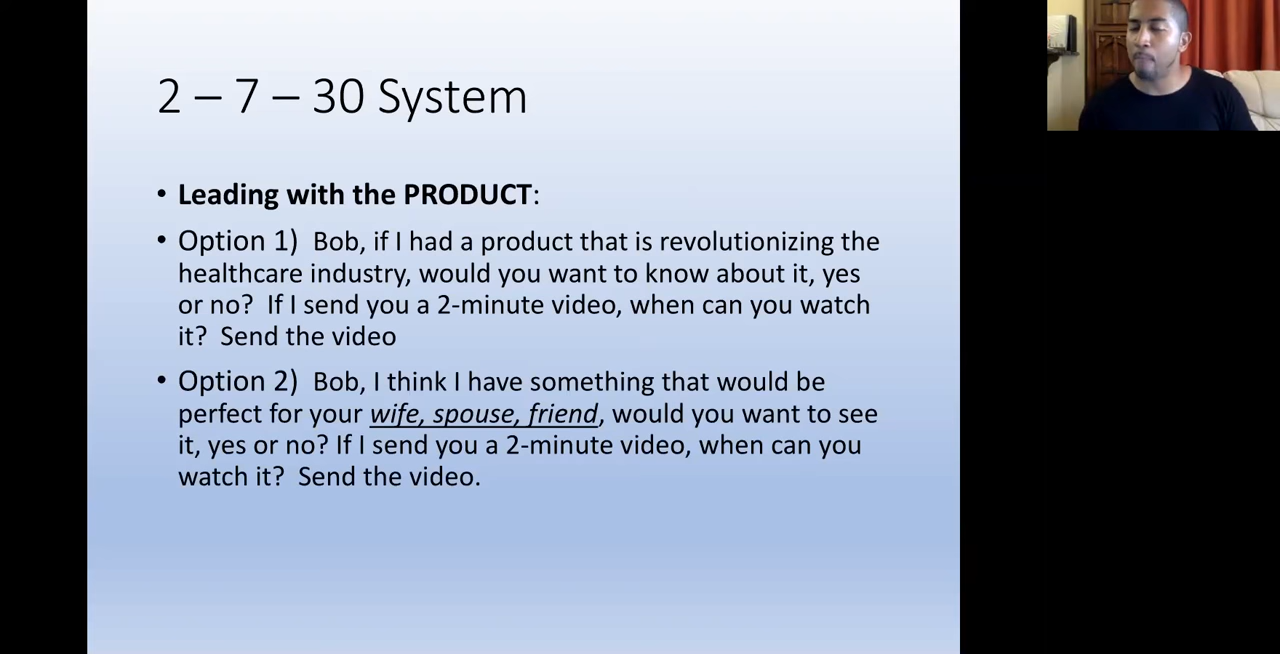 2 – 7 – 30 System
• Leading with the PRODUCT:
• Option 1)  Bob, if I had a product that is revolutionizing the
healthcare industry, would you want to know about it, yes
or no?  If I send you a 2-minute video, when can you watch
it?  Send the video
• Option 2)  Bob, I think I have something that would be
perfect for your wife, spouse, friend, would you want to see
it, yes or no? If I send you a 2-minute video, when can you
watch it?  Send the video.